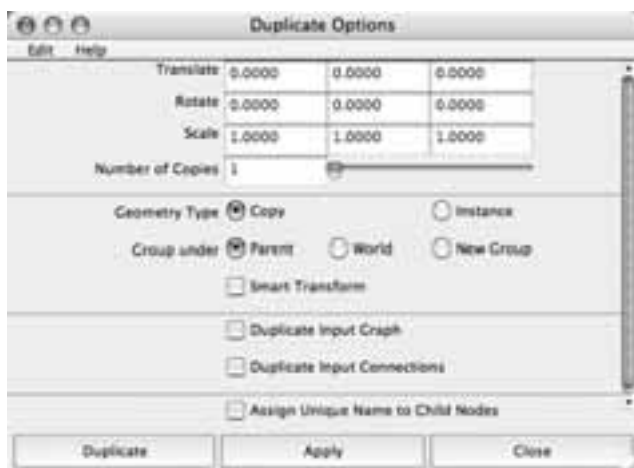 Duplicate Options
Edit Help
Translate 0.0000 0.0000 0.0000
Rotate 0.0000 0.0000 0.0000
Scale 1.0000 1.0000 1.0000
Number of Copies 1
Geometry Type Copy Instance
Group under Parent World New Group
Smart Transform
Duplicate Input Graph
Duplicate Input Connections
Assign Unique Name to Child Nodes
Duplicate Apply Close